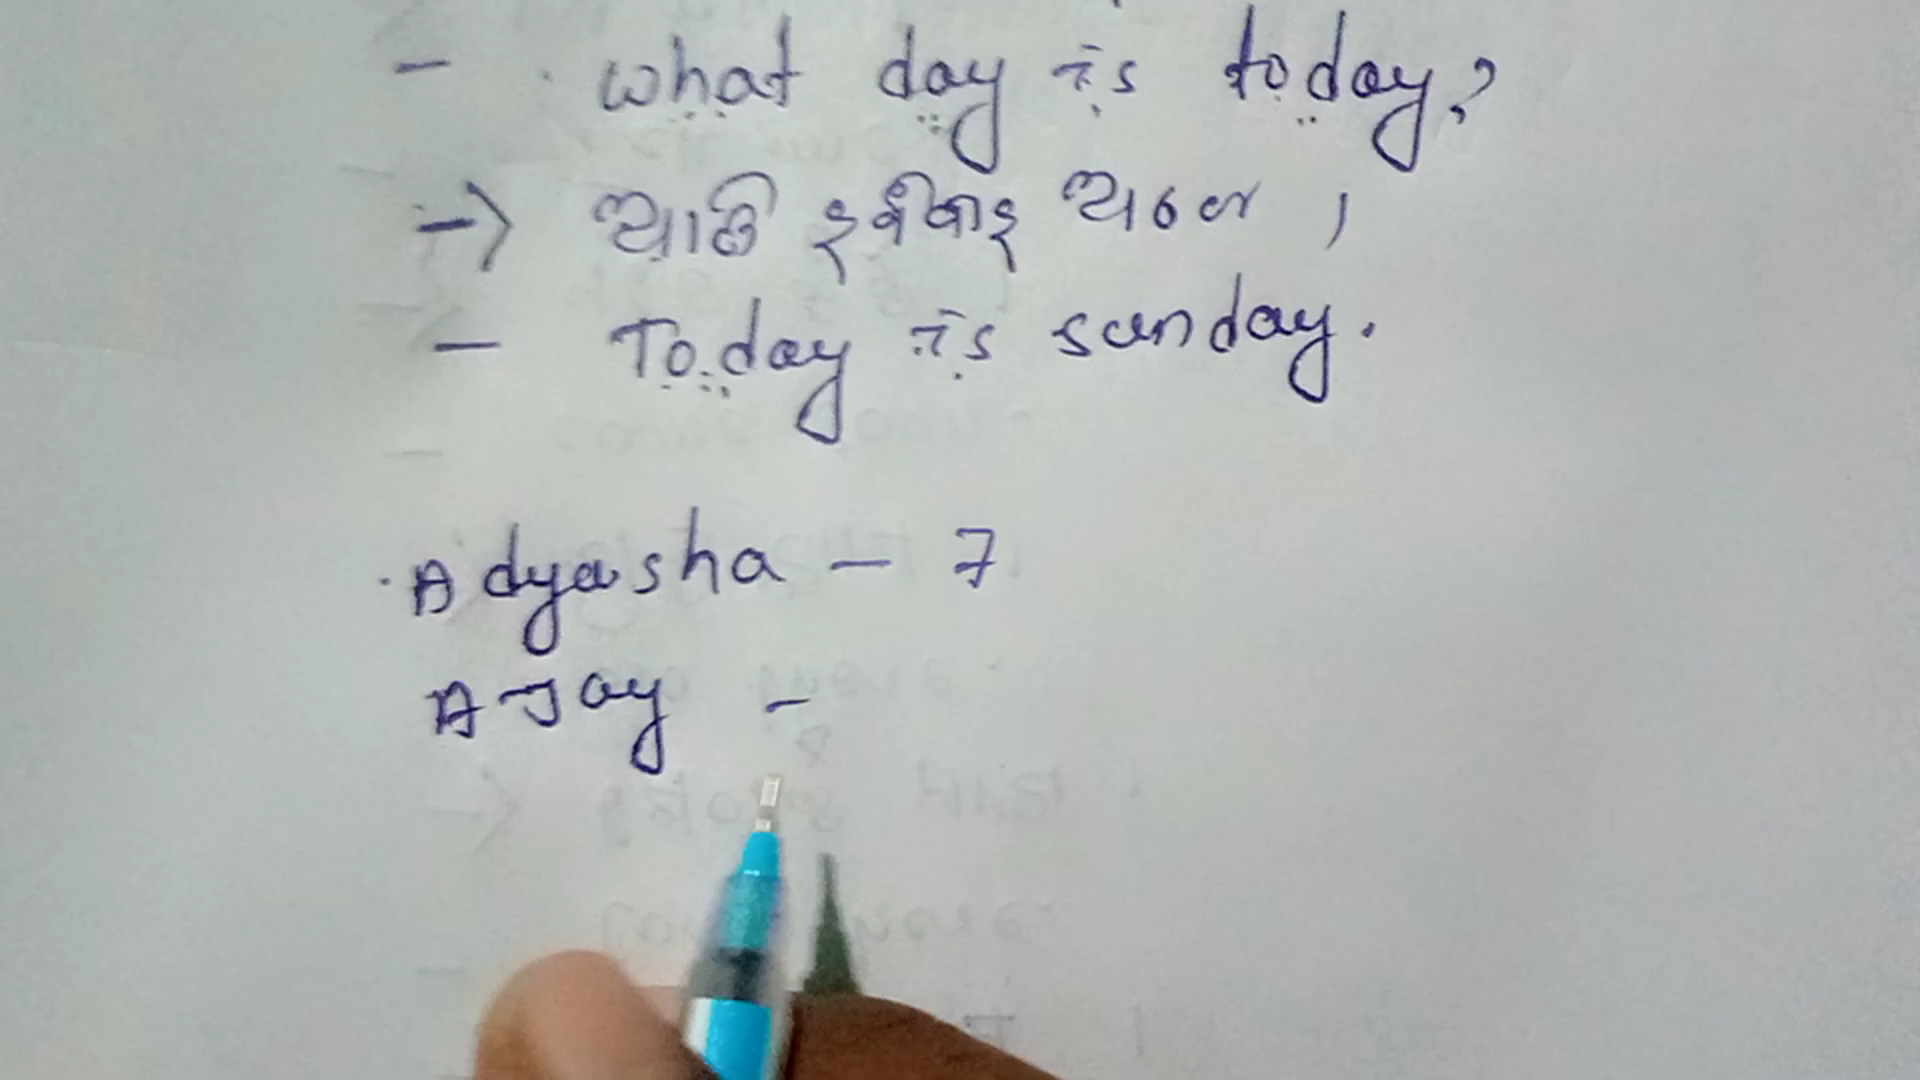 - what day is today?
-> ଆଜି ରବିବାର ଅଟେ ।
- Today is sunday.
Adyasha - 7
AJay -